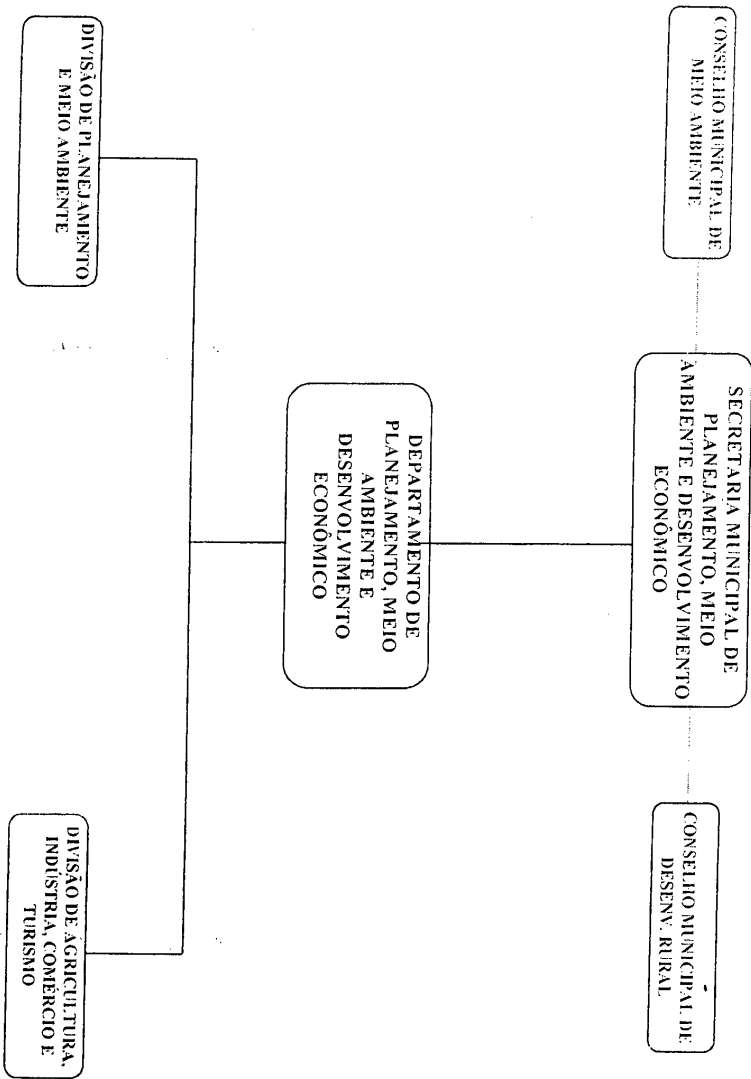 CONSELHO MUNICIPAL DE
MEIO AMBIENTE
SECRETARIA MUNICIPAL DE
PLANEJAMENTO, MEIO
AMBIENTE E DESENVOLVIMENTO
ECONÔMICO
CONSELHO MUNICIPAL DE
DESENV. RURAL
DEPARTAMENTO DE
PLANEJAMENTO, MEIO
AMBIENTE E
DESENVOLVIMENTO
ECONÔMICO
DIVISÃO DE PLANEJAMENTO
E MEIO AMBIENTE
DIVISÃO DE AGRICULTURA,
INDÚSTRIA, COMÉRCIO E
TURISMO